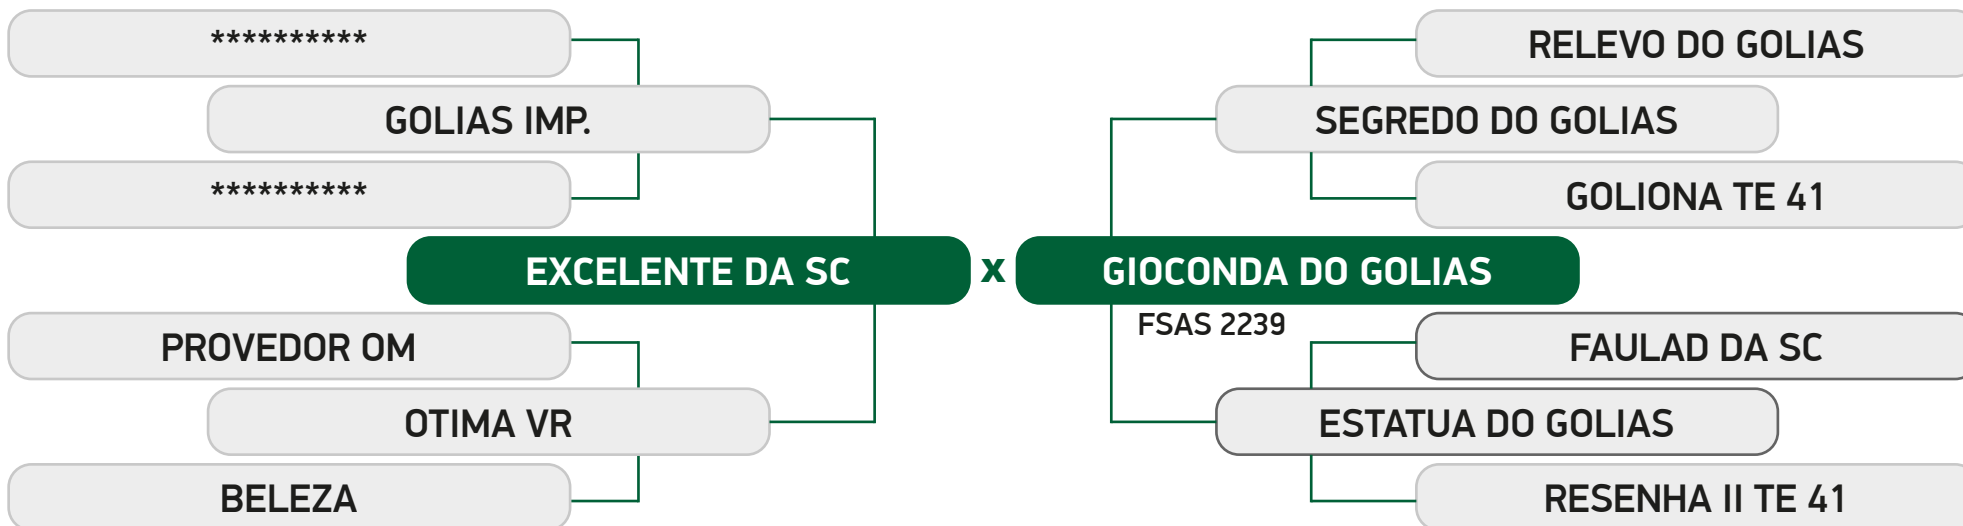 **********
RELEVO DO GOLIAS
GOLIAS IMP.
SEGREDO DO GOLIAS
**********
GOLIONA TE 41
EXCELENTE DA SC
x
GIOCONDA DO GOLIAS
FSAS 2239
PROVEDOR OM
FAULAD DA SC
OTIMA VR
ESTATUA DO GOLIAS
BELEZA
RESENHA II TE 41